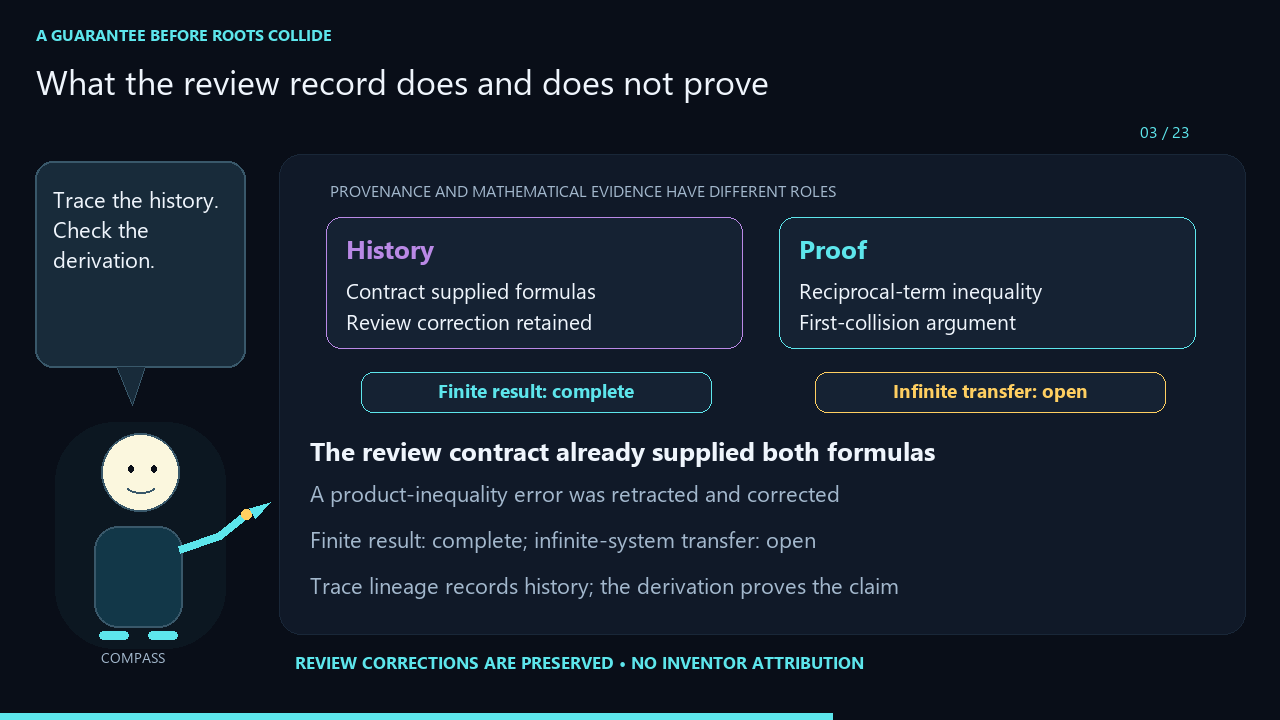 A GUARANTEE BEFORE ROOTS COLLIDE
What the review record does and does not prove
03 / 23
Trace the history.
Check the
derivation.
PROVENANCE AND MATHEMATICAL EVIDENCE HAVE DIFFERENT ROLES
History
Contract supplied formulas
Review correction retained
Proof
Reciprocal-term inequality
First-collision argument
Finite result: complete
Infinite transfer: open
The review contract already supplied both formulas
A product-inequality error was retracted and corrected
Finite result: complete; infinite-system transfer: open
Trace lineage records history; the derivation proves the claim
COMPASS
REVIEW CORRECTIONS ARE PRESERVED • NO INVENTOR ATTRIBUTION